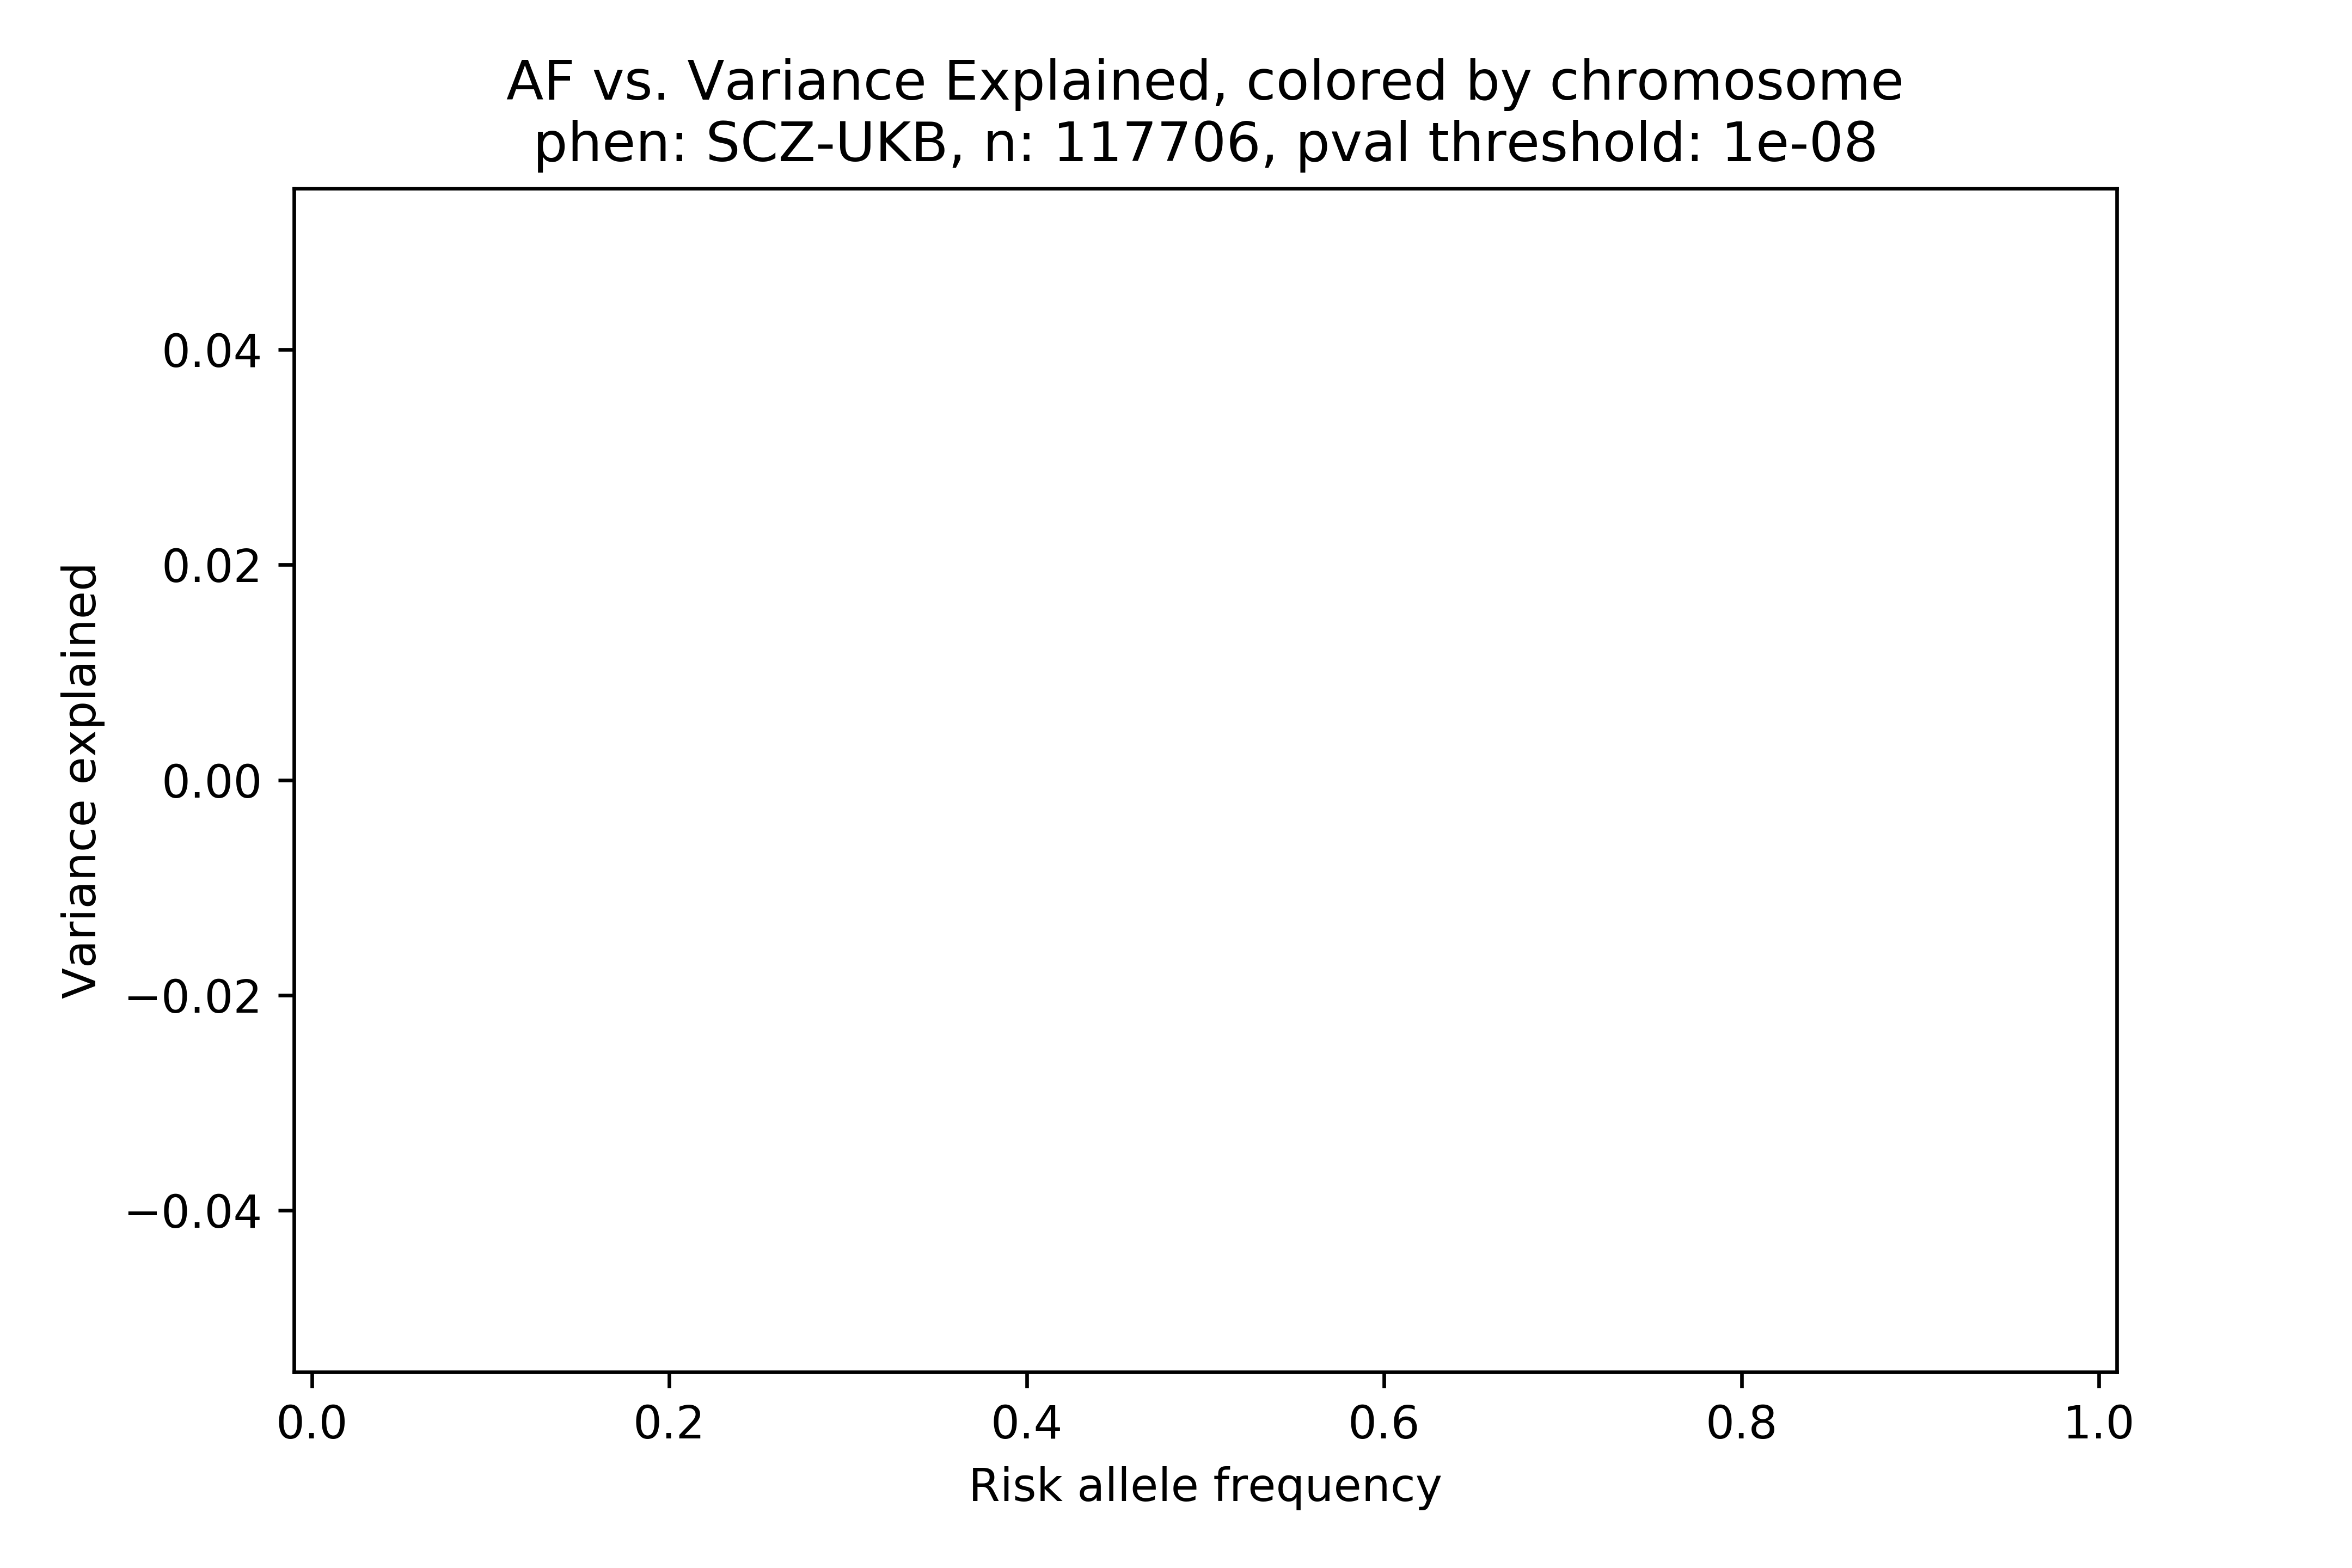 AF vs. Variance Explained, colored by chromosome
phen: SCZ-UKB, n: 117706, pval threshold: 1e-08
Variance explained
0.04
0.02
0.00
−0.02
−0.04
0.0 0.2 0.4 0.6 0.8 1.0
Risk allele frequency